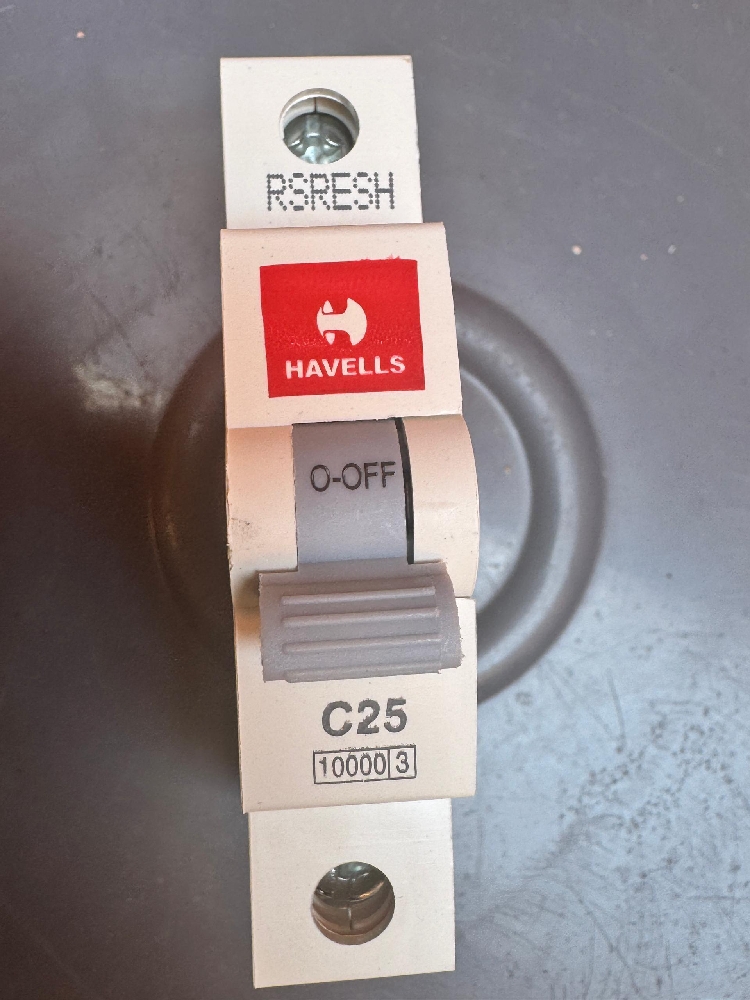 RSRESH
HAVELLS
O-OFF
C25
10000 3